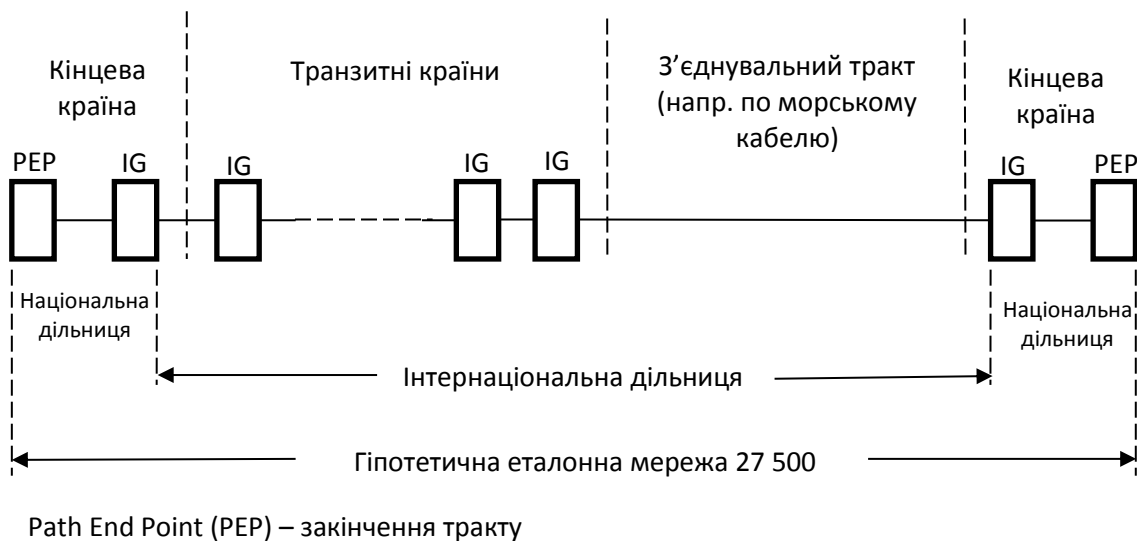 Кінцева
країна
Транзитні країни
З’єднувальний тракт
(напр. по морському
кабелю)
Кінцева
країна
PEP
IG
IG
IG
IG
IG
PEP
Національна
дільниця
Національна
дільниця
Інтернаціональна дільниця
Гіпотетична еталонна мережа 27 500
Path End Point (PEP) – закінчення тракту